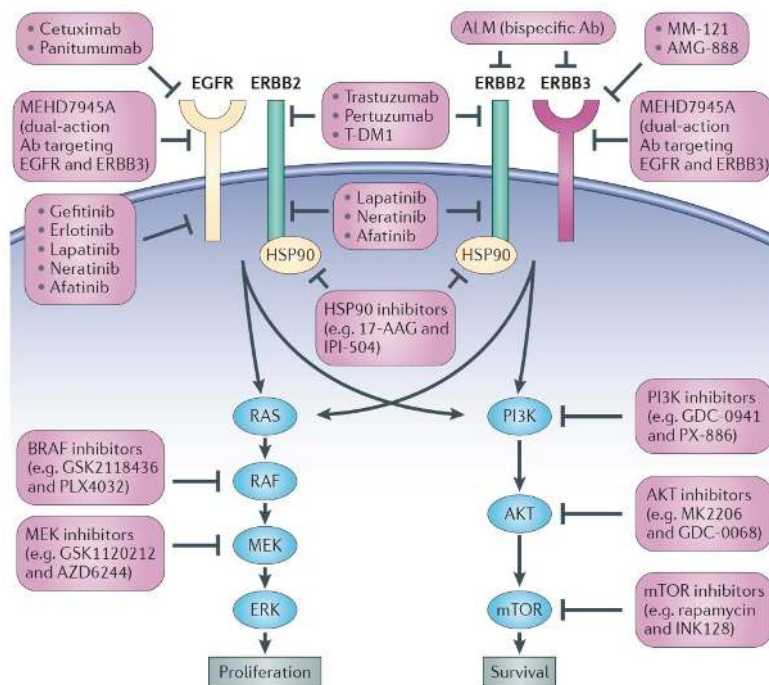 • Cetuximab
• Panitumumab
ALM (bispecific Ab)
• MM-121
• AMG-888
EGFR
ERBB2
ERBB2
ERBB3
MEHD7945A
(dual-action
Ab targeting
EGFR and ERBB3)
• Trastuzumab
• Pertuzumab
• T-DM1
MEHD7945A
(dual-action
Ab targeting
EGFR and ERBB3)
• Gefitinib
• Erlotinib
• Lapatinib
• Neratinib
• Afatinib
• Lapatinib
• Neratinib
• Afatinib
HSP90
HSP90
HSP90 inhibitors
(e.g. 17-AAG and
IPI-504)
RAS
PI3K
PI3K inhibitors
(e.g. GDC-0941
and PX-886)
BRAF inhibitors
(e.g. GSK2118436
and PLX4032)
RAF
AKT
AKT inhibitors
(e.g. MK2206
and GDC-0068)
MEK inhibitors
(e.g. GSK1120212
and AZD6244)
MEK
ERK
mTOR
mTOR inhibitors
(e.g. rapamycin
and INK128)
Proliferation
Survival